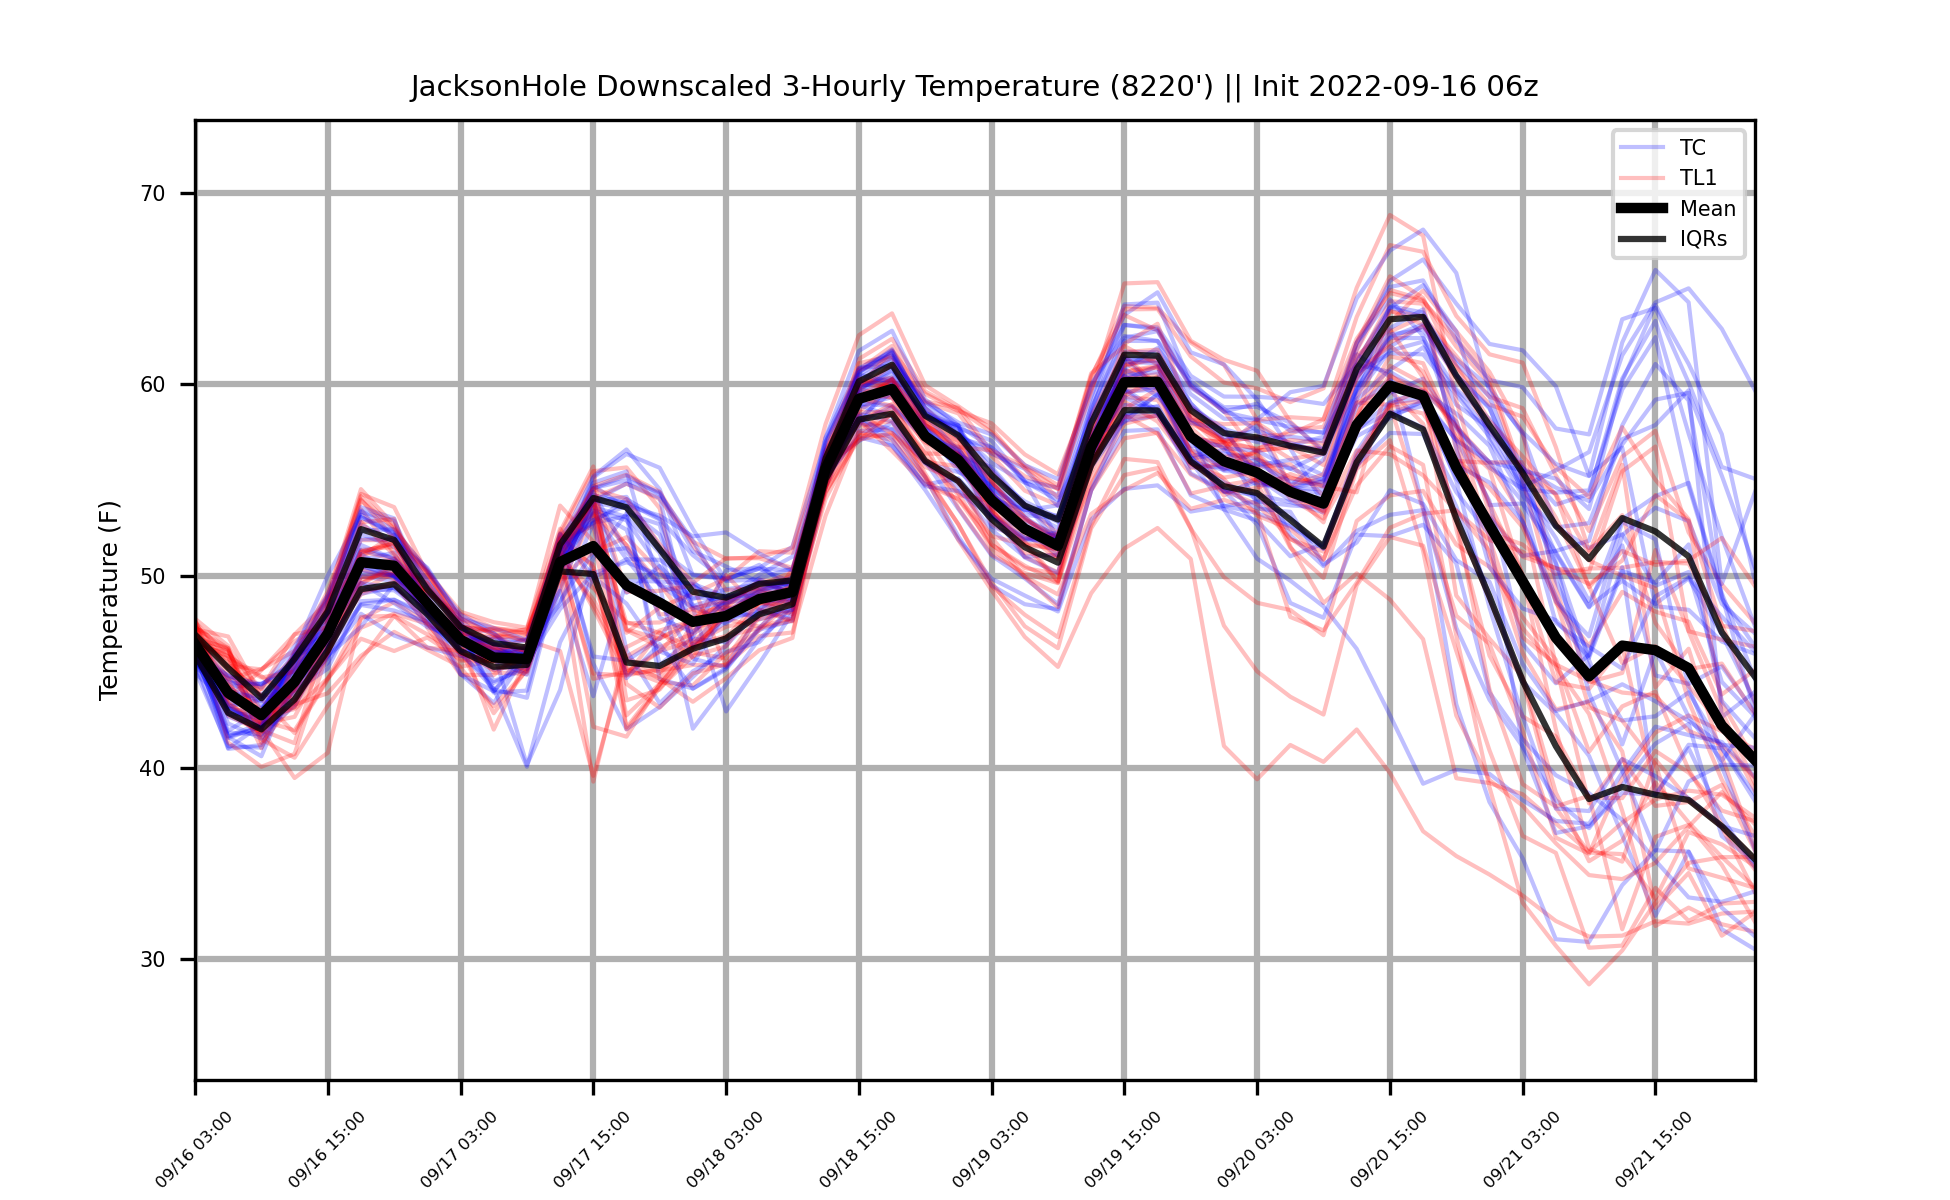 JacksonHole Downscaled 3-Hourly Temperature (8220') || Init 2022-09-16 06z
TC
TL1
Mean
IQRs
Temperature (F)
70
60
50
40
30
09/16 03:00
09/16 15:00
09/17 03:00
09/17 15:00
09/18 03:00
09/18 15:00
09/19 03:00
09/19 15:00
09/20 03:00
09/20 15:00
09/21 03:00
09/21 15:00